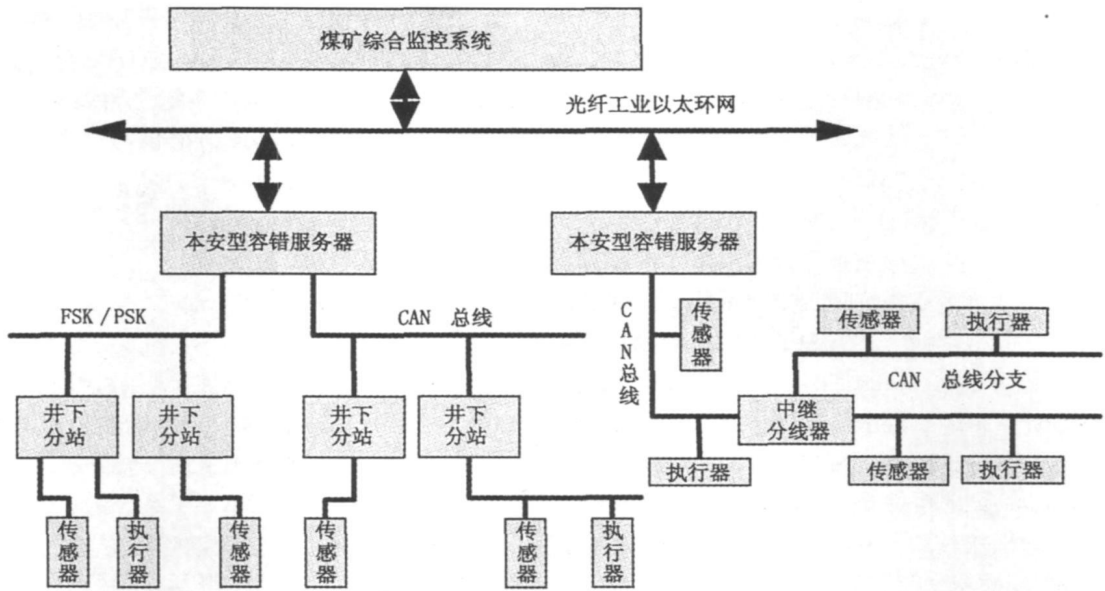 煤矿综合监控系统
光纤工业以太环网
本安型容错服务器
本安型容错服务器
FSK/PSK
CAN 总线
CAN总线
传感器
传感器
执行器
CAN 总线分支
井下
分站
井下
分站
井下
分站
井下
分站
中继
分线器
执行器
传感器
执行器
传感器
执行器
传感器
传感器
传感器
执行器